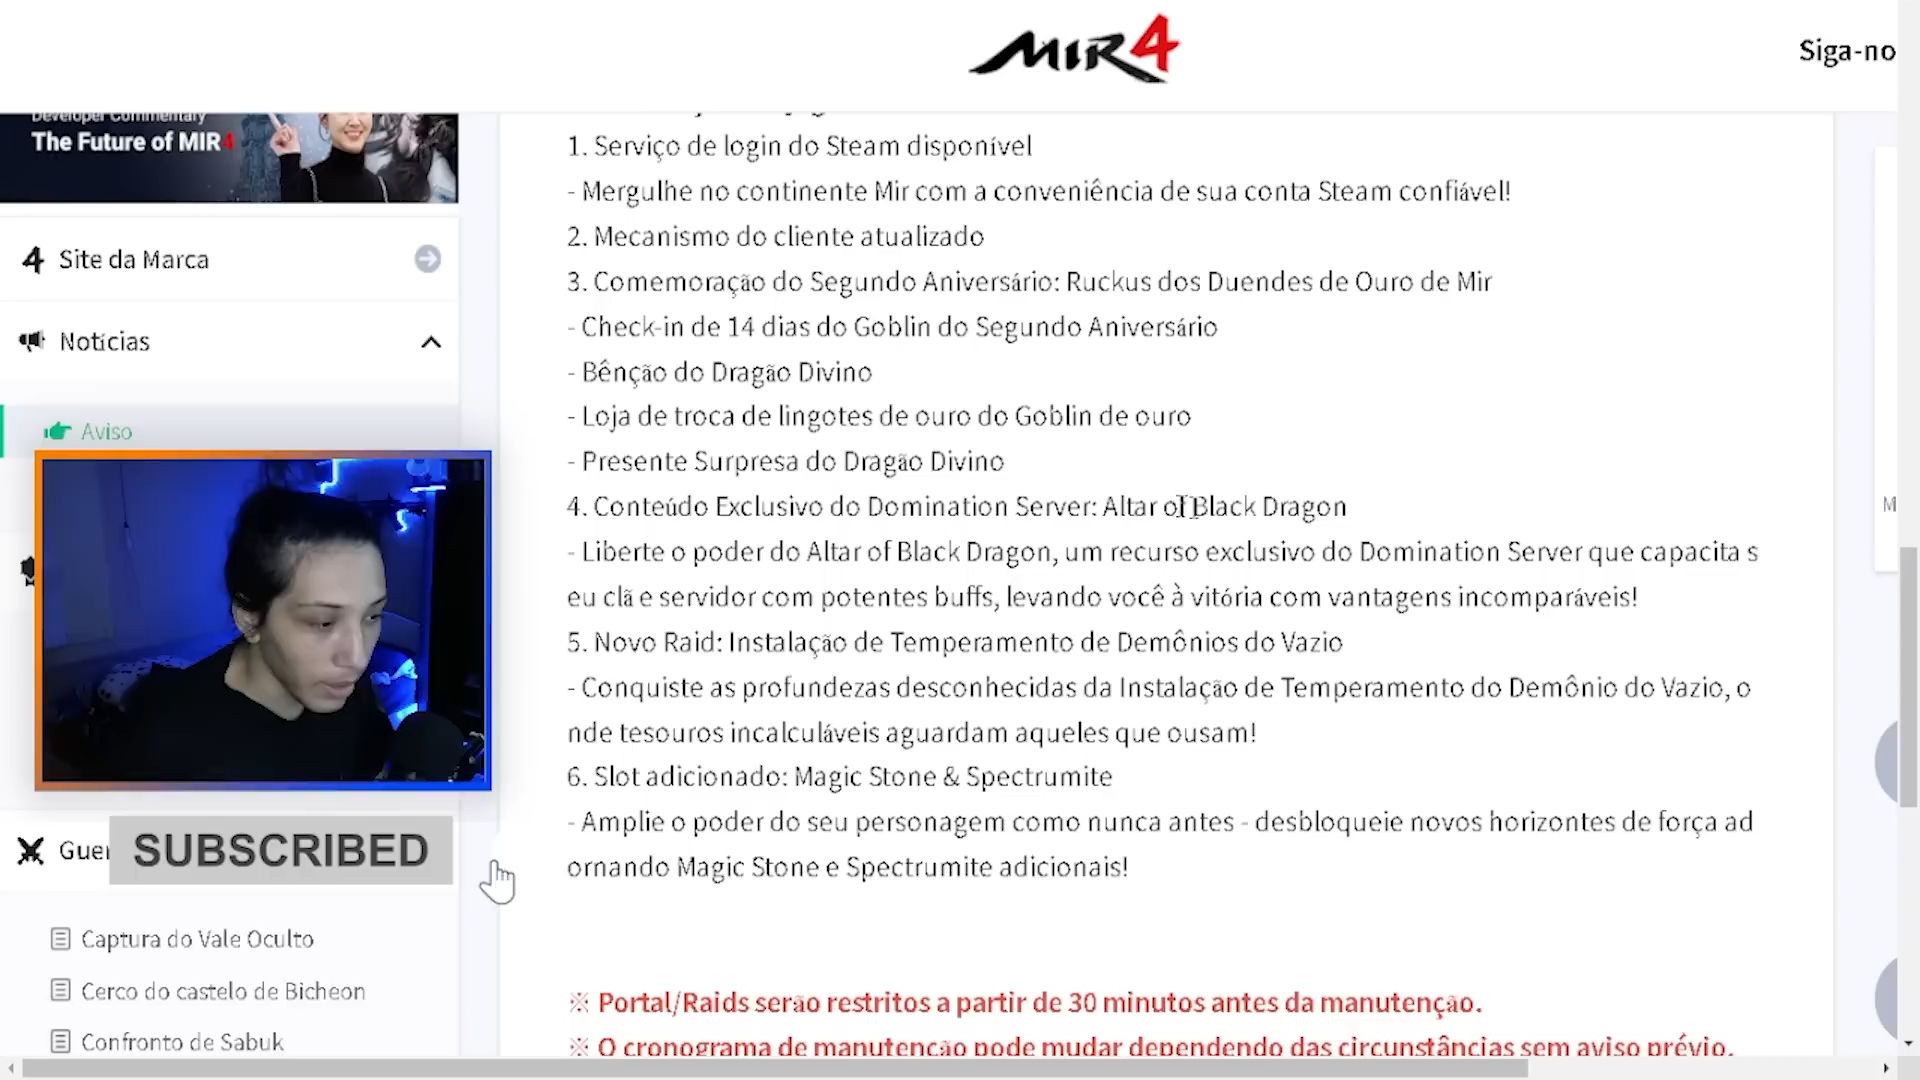 MIR4
Siga-no
Developer Commentary
The Future of MIR4
4 Site da Marca
Notícias
Aviso
Guer
SUBSCRIBED
Captura do Vale Oculto
Cerco do castelo de Bicheon
Confronto de Sabuk
1. Serviço de login do Steam disponível
- Mergulhe no continente Mir com a conveniência de sua conta Steam confiável!
2. Mecanismo do cliente atualizado
3. Comemoração do Segundo Aniversário: Ruckus dos Duendes de Ouro de Mir
- Check-in de 14 dias do Goblin do Segundo Aniversário
- Bênção do Dragão Divino
- Loja de troca de lingotes de ouro do Goblin de ouro
- Presente Surpresa do Dragão Divino
4. Conteúdo Exclusivo do Domination Server: Altar of Black Dragon
- Liberte o poder do Altar of Black Dragon, um recurso exclusivo do Domination Server que capacita s
eu clã e servidor com potentes buffs, levando você à vitória com vantagens incomparáveis!
5. Novo Raid: Instalação de Temperamento de Demônios do Vazio
- Conquiste as profundezas desconhecidas da Instalação de Temperamento do Demônio do Vazio, o
nde tesouros incalculáveis aguardam aqueles que ousam!
6. Slot adicionado: Magic Stone & Spectrumite
- Amplie o poder do seu personagem como nunca antes - desbloqueie novos horizontes de força ad
ornando Magic Stone e Spectrumite adicionais!
※ Portal/Raids serão restritos a partir de 30 minutos antes da manutenção.
※ O cronograma de manutenção pode mudar dependendo das circunstâncias sem aviso prévio.
M